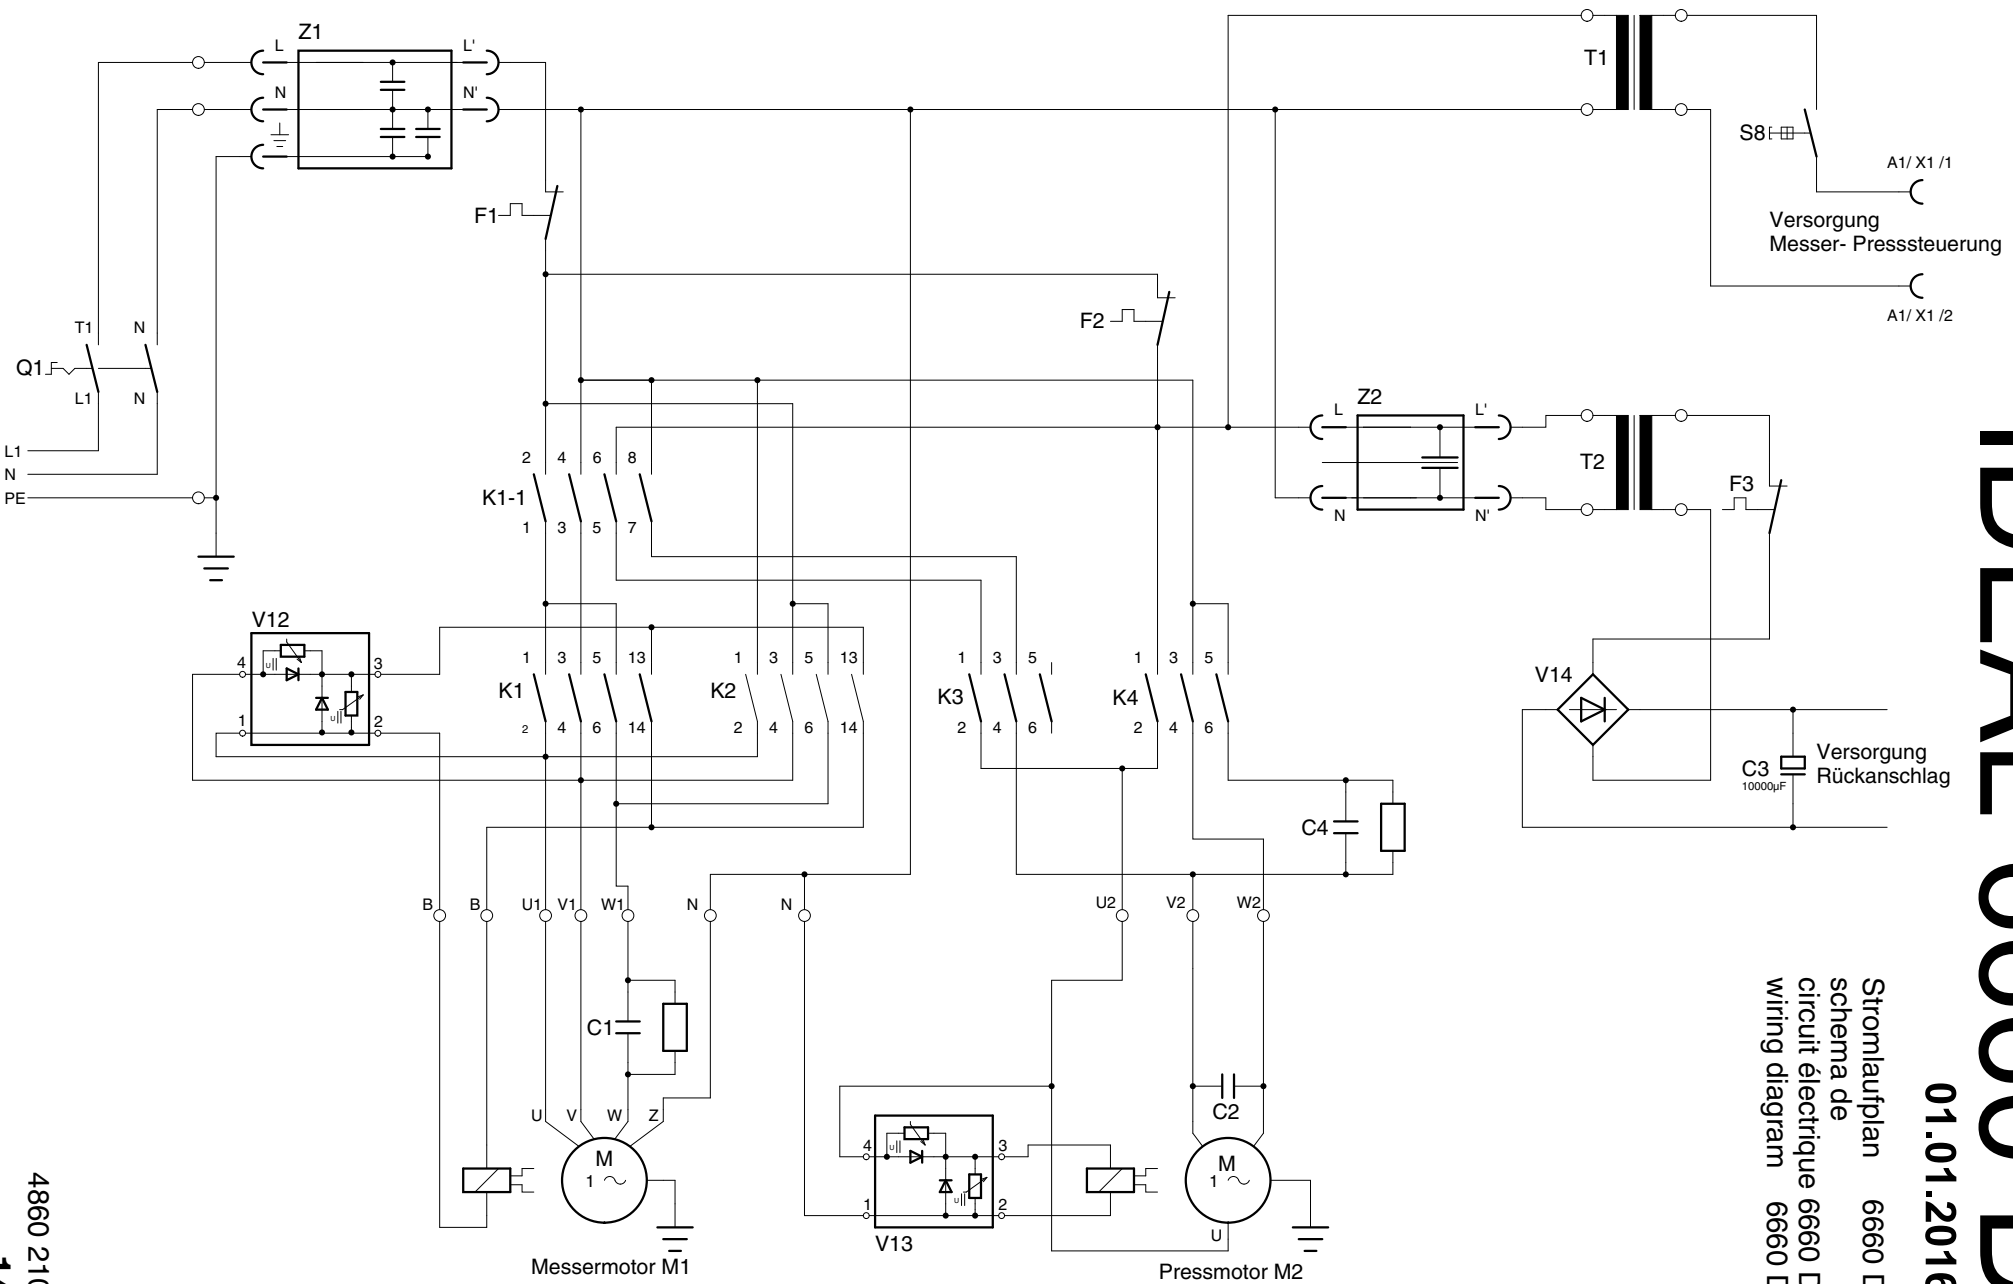 Z1
L
L'
N
N'
T1
S8
A1/ X1 /1
Versorgung
Messer- Presssteuerung
A1/ X1 /2
F1
F2
T1
N
Q1
L1
N
L1
N
PE
Z2
L
L'
N
N'
T2
F3
2 4 6 8
K1-1
1 3 5 7
V12
4
3
1
2
u||
u||
1 3 5 13
K1
2 4 6 14
1 3 5 13
K2
2 4 6 14
1 3 5
K3
2 4 6
1 3 5
K4
2 4 6
V14
C3
10000µF
Versorgung
Rückanschlag
C4
B B U1 V1 W1 N N U2 V2 W2
C1
C2
U V W Z
M
1
Messermotor M1
4
3
1
2
u||
u||
V13
M
1
U
Pressmotor M2
01.01.2016
Stromlaufplan 6660
schema de
circuit électrique 6660
wiring diagram 6660
4860 210